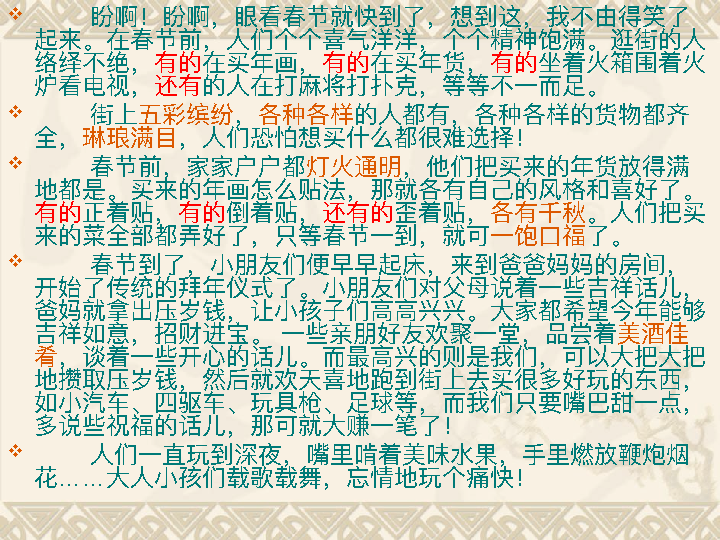 盼啊！盼啊，眼看春节就快到了，想到这，我不由得笑了
起来。在春节前，人们个个喜气洋洋，个个精神饱满。逛街的人
络绎不绝，有的在买年画，有的在买年货，有的坐着火箱围着火
炉看电视，还有的人在打麻将打扑克，等等不一而足。
街上五彩缤纷，各种各样的人都有，各种各样的货物都齐
全，琳琅满目，人们恐怕想买什么都很难选择！
春节前，家家户户都灯火通明，他们把买来的年货放得满
地都是。买来的年画怎么贴法，那就各有自己的风格和喜好了。
有的正着贴，有的倒着贴，还有的歪着贴，各有千秋。人们把买
来的菜全部都弄好了，只等春节一到，就可一饱口福了。
春节到了，小朋友们便早早起床，来到爸爸妈妈的房间，
开始了传统的拜年仪式了。小朋友们对父母说着一些吉祥话儿，
爸妈就拿出压岁钱，让小孩子们高高兴兴。大家都希望今年能够
吉祥如意，招财进宝。 一些亲朋好友欢聚一堂，品尝着美酒佳
肴，谈着一些开心的话儿。而最高兴的则是我们，可以大把大把
地攒取压岁钱，然后就欢天喜地跑到街上去买很多好玩的东西，
如小汽车、四驱车、玩具枪、足球等，而我们只要嘴巴甜一点，
多说些祝福的话儿，那可就大赚一笔了！
人们一直玩到深夜，嘴里啃着美味水果，手里燃放鞭炮烟
花……大人小孩们载歌载舞，忘情地玩个痛快！